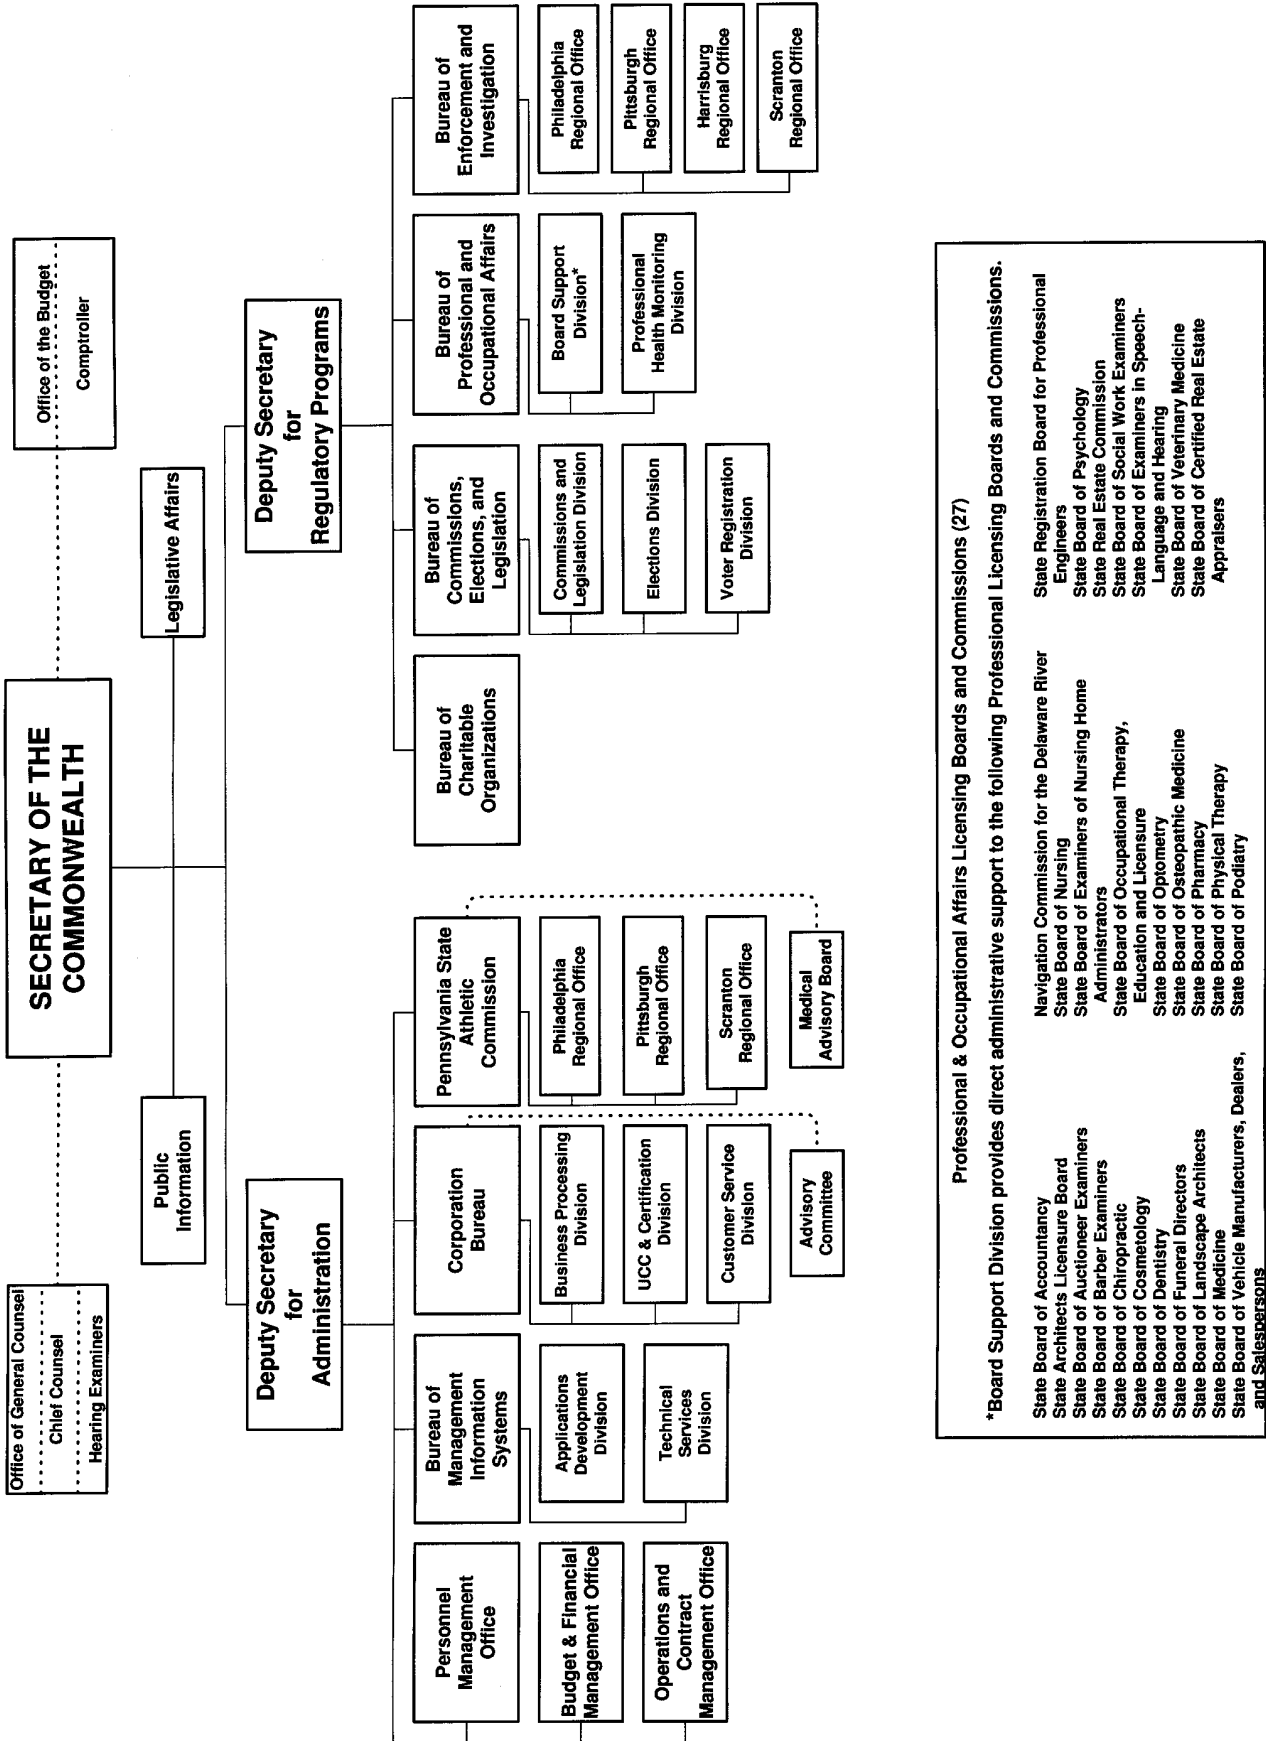 SECRETARY OF THE
COMMONWEALTH
Office of General Counsel
Chief Counsel
Hearing Examiners
Office of the Budget
Comptroller
Public
Information
Legislative Affairs
Deputy Secretary
for
Administration
Deputy Secretary
for
Regulatory Programs
Personnel
Management
Office
Budget & Financial
Management Office
Operations and
Contract
Management Office
Bureau of
Management
Information
Systems
Applications
Development
Division
Technical
Services
Division
Corporation
Bureau
Business Processing
Division
UCC & Certification
Division
Customer Service
Division
Advisory
Committee
Pennsylvania State
Athletic
Commission
Philadelphia
Regional Office
Pittsburgh
Regional Office
Scranton
Regional Office
Medical
Advisory Board
Bureau of
Charitable
Organizations
Bureau of
Commissions,
Elections, and
Legislation
Commissions and
Legislation Division
Elections Division
Voter Registration
Division
Bureau of
Professional and
Occupational Affairs
Board Support
Division*
Professional
Health Monitoring
Division
Bureau of
Enforcement and
Investigation
Philadelphia
Regional Office
Pittsburgh
Regional Office
Harrisburg
Regional Office
Scranton
Regional Office
Professional & Occupational Affairs Licensing Boards and Commissions (27)
*Board Support Division provides direct administrative support to the following Professional Licensing Boards and Commissions.
State Board of Accountancy
State Architects Licensure Board
State Board of Auctioneer Examiners
State Board of Barber Examiners
State Board of Chiropractic
State Board of Cosmetology
State Board of Dentistry
State Board of Funeral Directors
State Board of Landscape Architects
State Board of Medicine
State Board of Vehicle Manufacturers, Dealers,
and Salespersons
Navigation Commission for the Delaware River
State Board of Nursing
State Board of Examiners of Nursing Home
Administrators
State Board of Occupational Therapy,
Education and Licensure
State Board of Optometry
State Board of Osteopathic Medicine
State Board of Pharmacy
State Board of Physical Therapy
State Board of Podiatry
State Registration Board for Professional
Engineers
State Board of Psychology
State Real Estate Commission
State Board of Social Work Examiners
State Board of Examiners in Speech-
Language and Hearing
State Board of Veterinary Medicine
State Board of Certified Real Estate
Appraisers